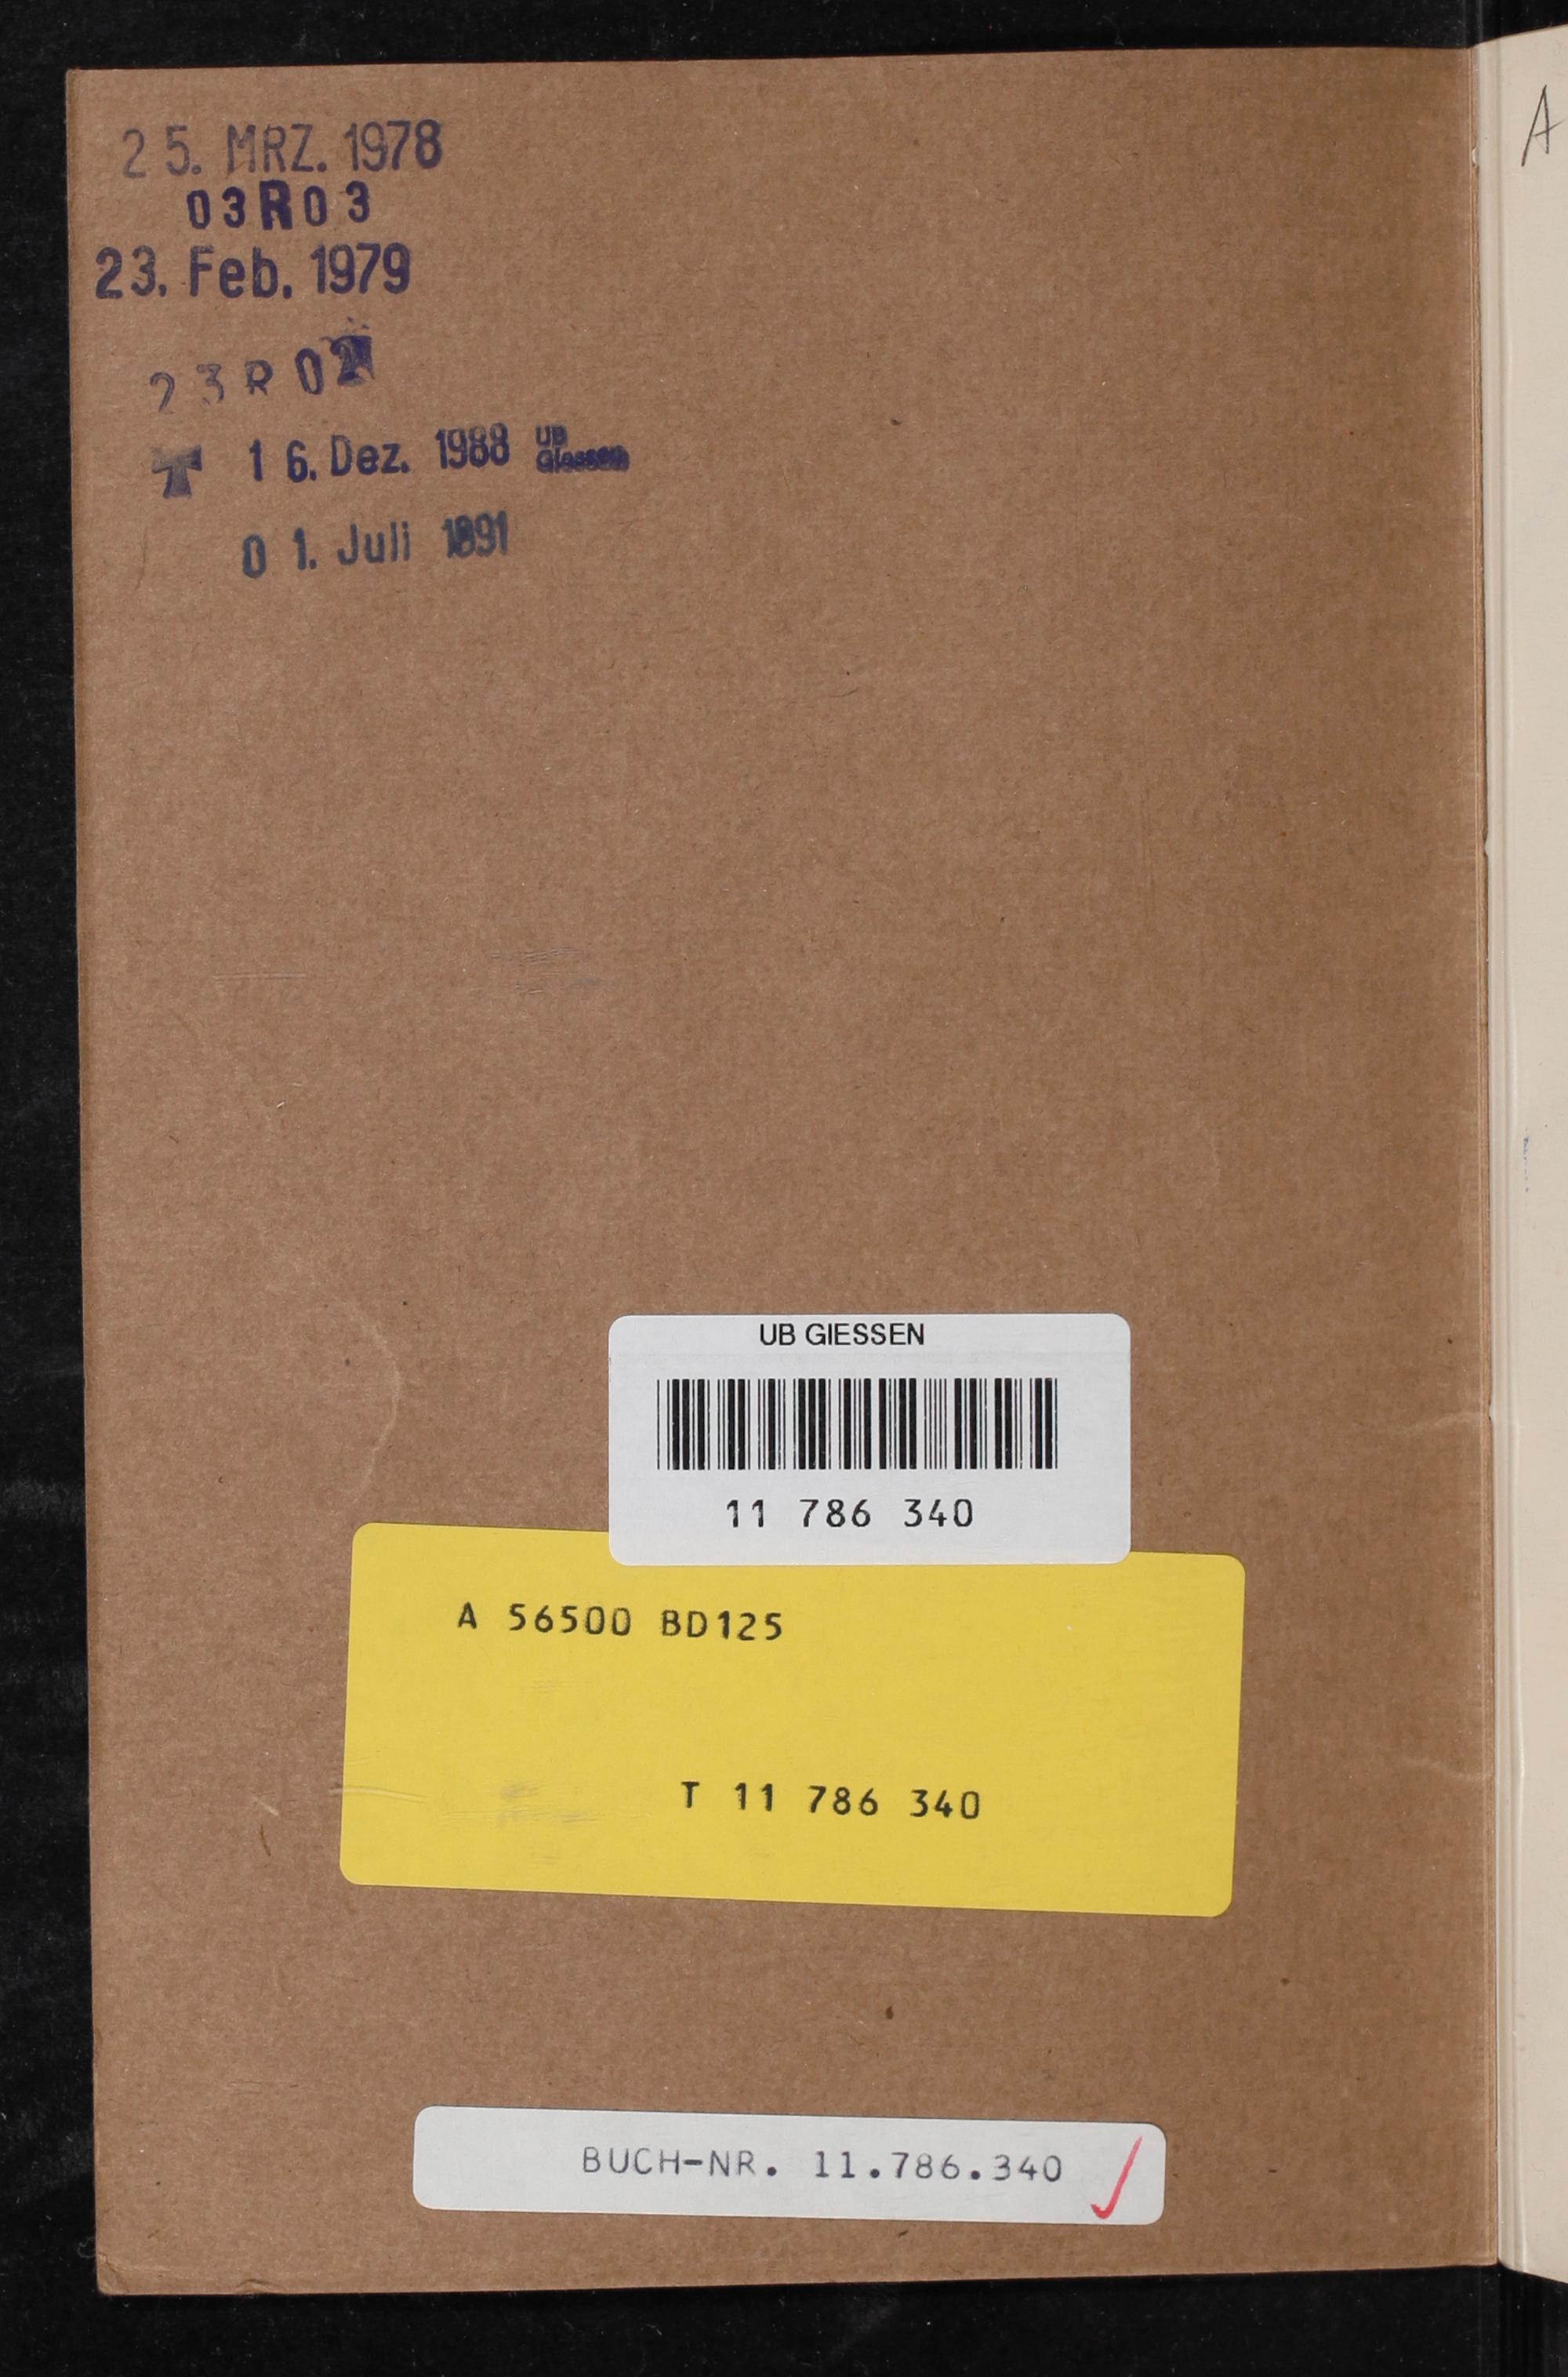 25. MRZ. 1978
03R03
23. Feb. 1979
23R02
T 16. Dez. 1988 UB Giessen
01. Juli 1891
A
UB GIESSEN
11 786 340
A 56500 BD125
T 11 786 340
BUCH-NR. 11.786.340